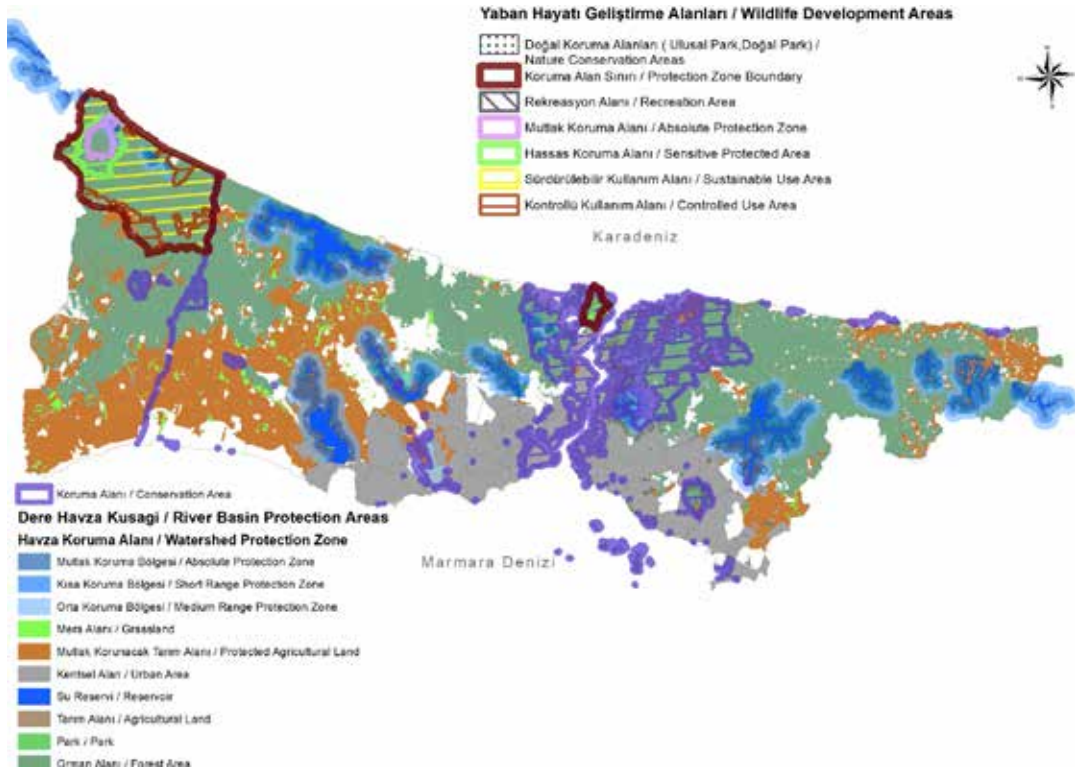 Yaban Hayatı Geliştirme Alanları / Wildlife Development Areas
Doğal Koruma Alanları ( Ulusal Park,Doğal Park) /
Nature Conservation Areas
Koruma Alan Sınırı / Protection Zone Boundary
Rekreasyon Alanı / Recreation Area
Mutlak Koruma Alanı / Absolute Protection Zone
Hassas Koruma Alanı / Sensitive Protected Area
Sürdürülebilir Kullanım Alanı / Sustainable Use Area
Kontrollü Kullanım Alanı / Controlled Use Area
Karadeniz
Marmara Denizi
Koruma Alanı / Conservation Area
Dere Havza Kusagi / River Basin Protection Areas
Havza Koruma Alanı / Watershed Protection Zone
Mutlak Koruma Bölgesi / Absolute Protection Zone
Kısa Koruma Bölgesi / Short Range Protection Zone
Orta Koruma Bölgesi / Medium Range Protection Zone
Mera Alanı / Grassland
Mutlak Korunacak Tarım Alanı / Protected Agricultural Land
Kentsel Alan / Urban Area
Su Reservi / Reservoir
Tarım Alanı / Agricultural Land
Park / Park
Orman Alanı / Forest Area